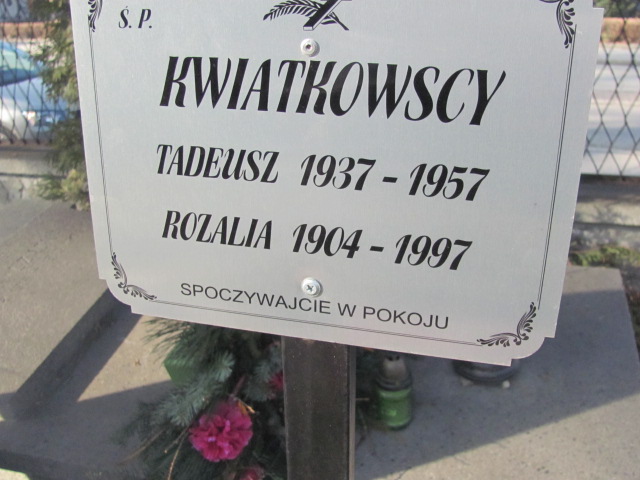 Ś. P.
KWIATKOWSCY
TADEUSZ 1937 - 1957
ROZALIA 1904 - 1997
SPOCZYWAJCIE W POKOJU